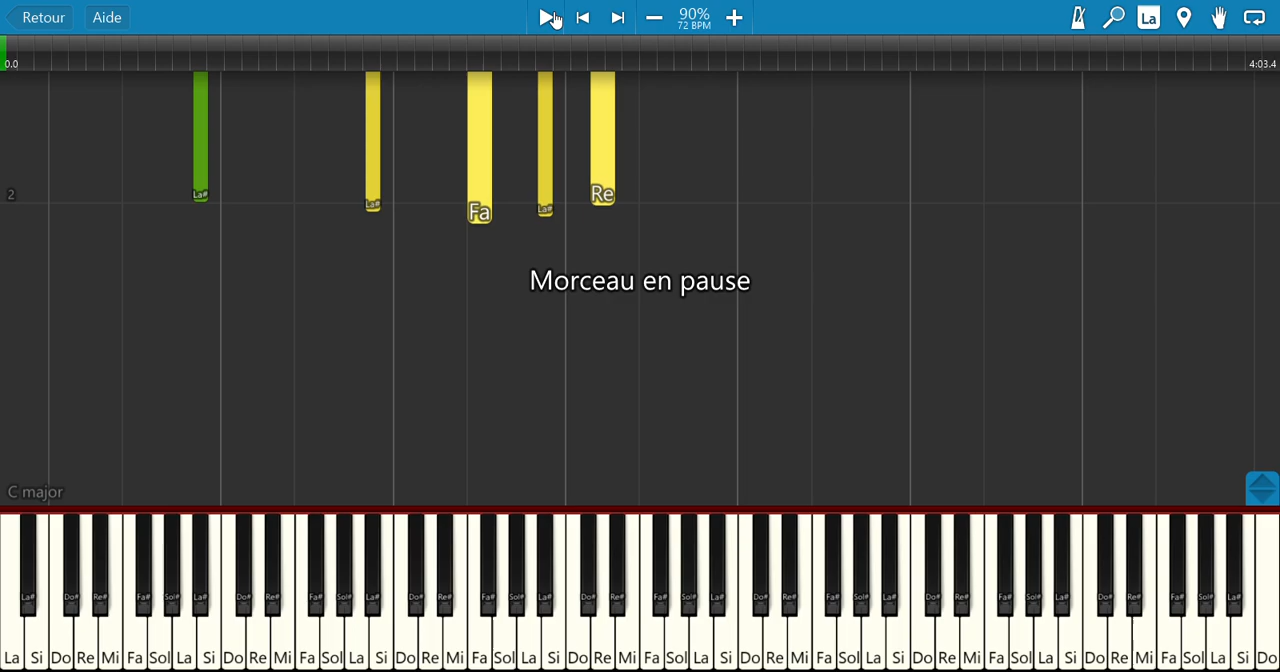 Retour Aide 90% La
72 BPM
0.0 4:03.4
La# La# Fa La# Re
2
Morceau en pause
C major
La# Do# Re# Fa# Sol# La# Do# Re# Fa# Sol# La# Do# Re# Fa# Sol# La# Do# Re# Fa# Sol# La# Do# Re# Fa# Sol# La# Do# Re# Fa# Sol# La#
La Si Do Re Mi Fa Sol La Si Do Re Mi Fa Sol La Si Do Re Mi Fa Sol La Si Do Re Mi Fa Sol La Si Do Re Mi Fa Sol La Si Do Re Mi Fa Sol La Si Do Re Mi Fa Sol La Si Do